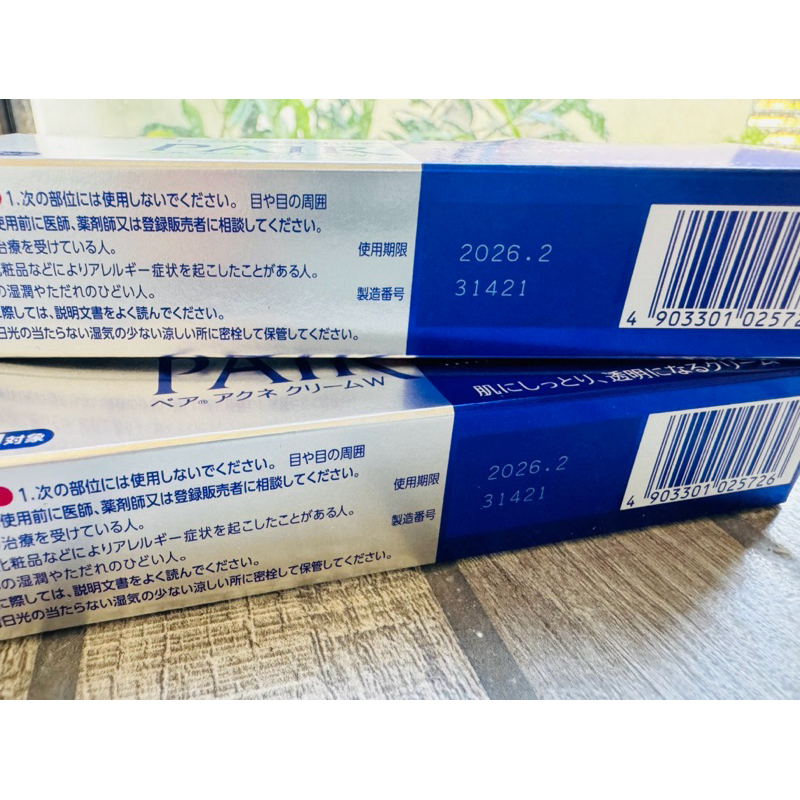 1.次の部位には使用しないでください。 目や目の周囲
使用前に医師、薬剤師又は登録販売者に相談してください。
治療を受けている人。
化粧品などによりアレルギー症状を起こしたことがある人。
の湿潤やただれのひどい人。
に際しては、説明文書をよく読んでください。
日光の当たらない湿気の少ない涼しい所に密栓して保管してください。
使用期限 2026.2
製造番号 31421
4 903301 02572
PAIR
ペア® アクネ クリームW
肌にしっとり、透明になるクリーム
対象
1.次の部位には使用しないでください。 目や目の周囲
使用前に医師、薬剤師又は登録販売者に相談してください。
治療を受けている人。
化粧品などによりアレルギー症状を起こしたことがある人。
の湿潤やただれのひどい人。
に際しては、説明文書をよく読んでください。
日光の当たらない湿気の少ない涼しい所に密栓して保管してください。
使用期限 2026.2
製造番号 31421
4 903301 025726